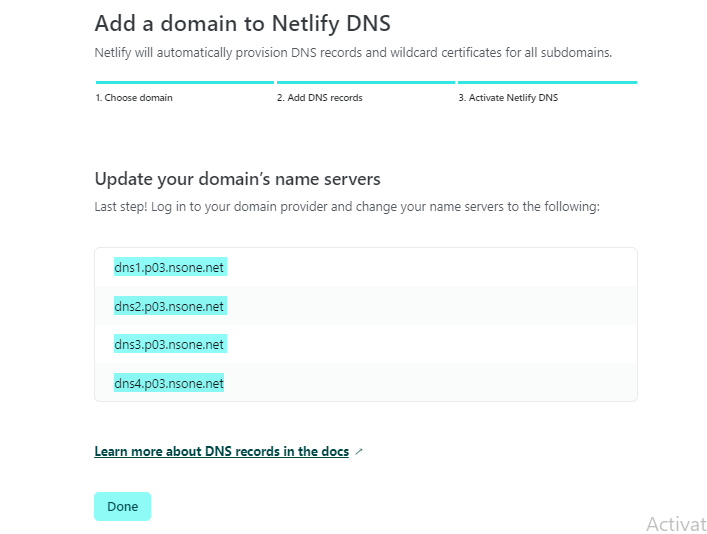 Add a domain to Netlify DNS
Netlify will automatically provision DNS records and wildcard certificates for all subdomains.
1. Choose domain
2. Add DNS records
3. Activate Netlify DNS
Update your domain’s name servers
Last step! Log in to your domain provider and change your name servers to the following:
dns1.p03.nsone.net
dns2.p03.nsone.net
dns3.p03.nsone.net
dns4.p03.nsone.net
Learn more about DNS records in the docs
Done
Activat